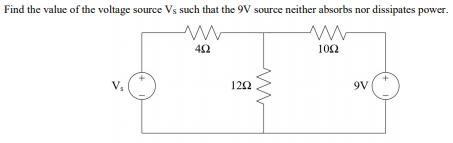 Find the value of the voltage source Vs such that the 9V source neither absorbs nor dissipates power.
4Ω 10Ω
Vs + 12Ω 9V +